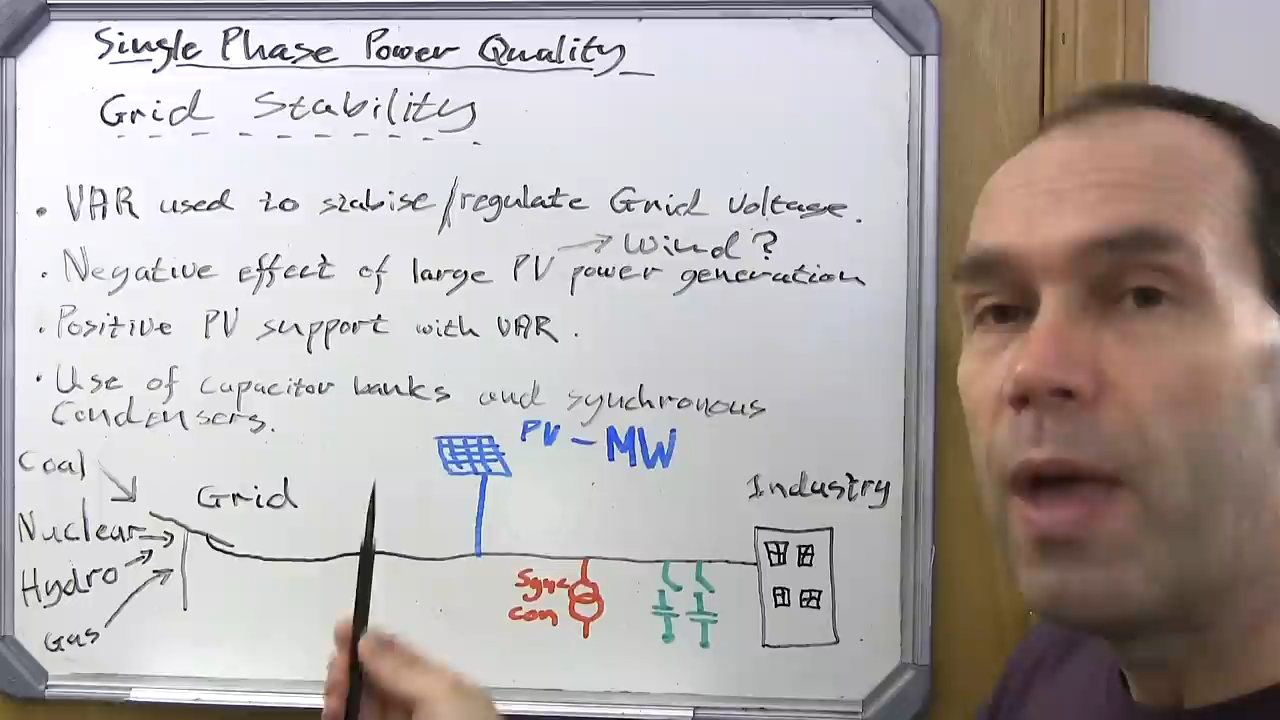 Single Phase Power Quality
Grid Stability
• VAR used to stabise/regulate Grid Voltage.
→ Wind?
• Negative effect of large PV power generation
• Positive PV support with VAR.
• Use of capacitor banks and synchronous
Condensers.
PV - MW
Coal
Grid
Industry
Nuclear
Hydro
Sync
con
Gas